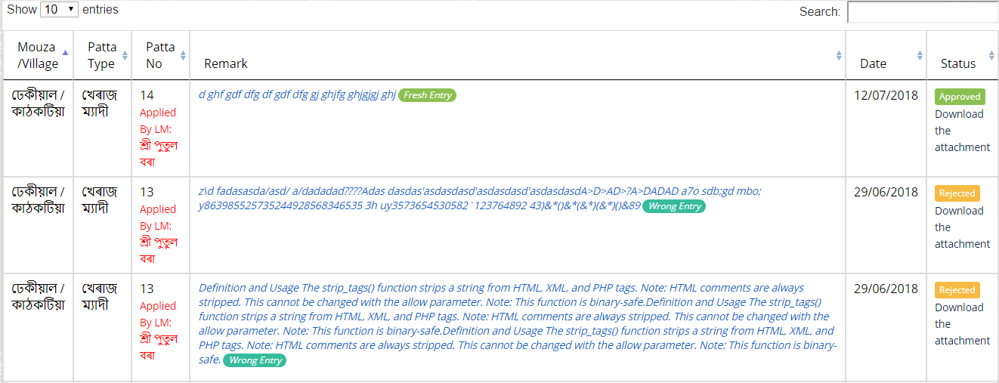 Show 10 entries
Search:
Mouza /Village
Patta Type
Patta No
Remark
Date
Status
ঢেকীয়াল /
কাঠকটিয়া
খেৰাজ
ম্যাদী
14
Applied
By LM:
শ্ৰী পুতুল
বৰা
d ghf gdf dfg df gdf dfg gj ghjfg ghjgjgj ghj Fresh Entry
12/07/2018
Approved
Download
the
attachment
ঢেকীয়াল /
কাঠকটিয়া
খেৰাজ
ম্যাদী
13
Applied
By LM:
শ্ৰী পুতুল
বৰা
z\d fadasasda/asd/ a/dadadad????Adas dasdas'asdasdasd'asdasdasd'asdasdasdA>D>AD>?A>DADAD a7o sdb;gd mbo;
y8639855257352449285683465​35 3h uy3573654530582`123764892 43)&*()&*(&*)(&*)()&89 Wrong Entry
29/06/2018
Rejected
Download
the
attachment
ঢেকীয়াল /
কাঠকটিয়া
খেৰাজ
ম্যাদী
13
Applied
By LM:
শ্ৰী পুতুল
বৰা
Definition and Usage The strip_tags() function strips a string from HTML, XML, and PHP tags. Note: HTML comments are always
stripped. This cannot be changed with the allow parameter. Note: This function is binary-safe.Definition and Usage The strip_tags()
function strips a string from HTML, XML, and PHP tags. Note: HTML comments are always stripped. This cannot be changed with the
allow parameter. Note: This function is binary-safe.Definition and Usage The strip_tags() function strips a string from HTML, XML, and
PHP tags. Note: HTML comments are always stripped. This cannot be changed with the allow parameter. Note: This function is binary-
safe. Wrong Entry
29/06/2018
Rejected
Download
the
attachment